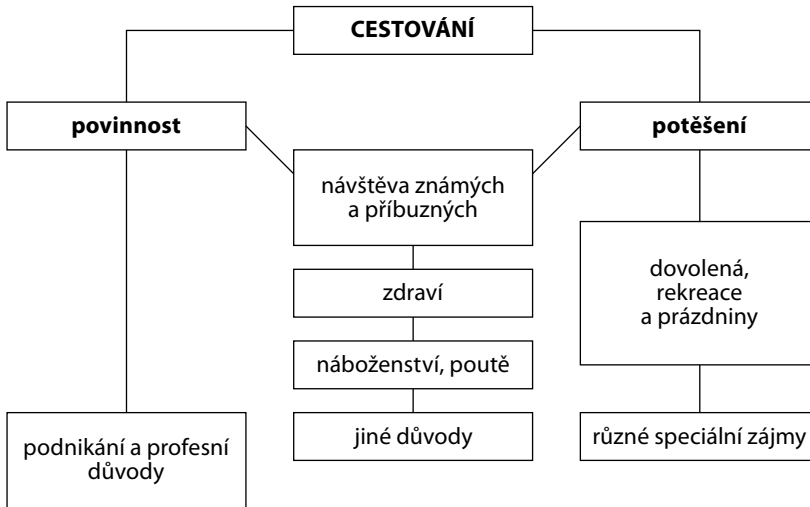 CESTOVÁNÍ
povinnost
potěšení
návštěva známých
a příbuzných
dovolená,
rekreace
a prázdniny
zdraví
náboženství, poutě
podnikání a profesní
důvody
jiné důvody
různé speciální zájmy